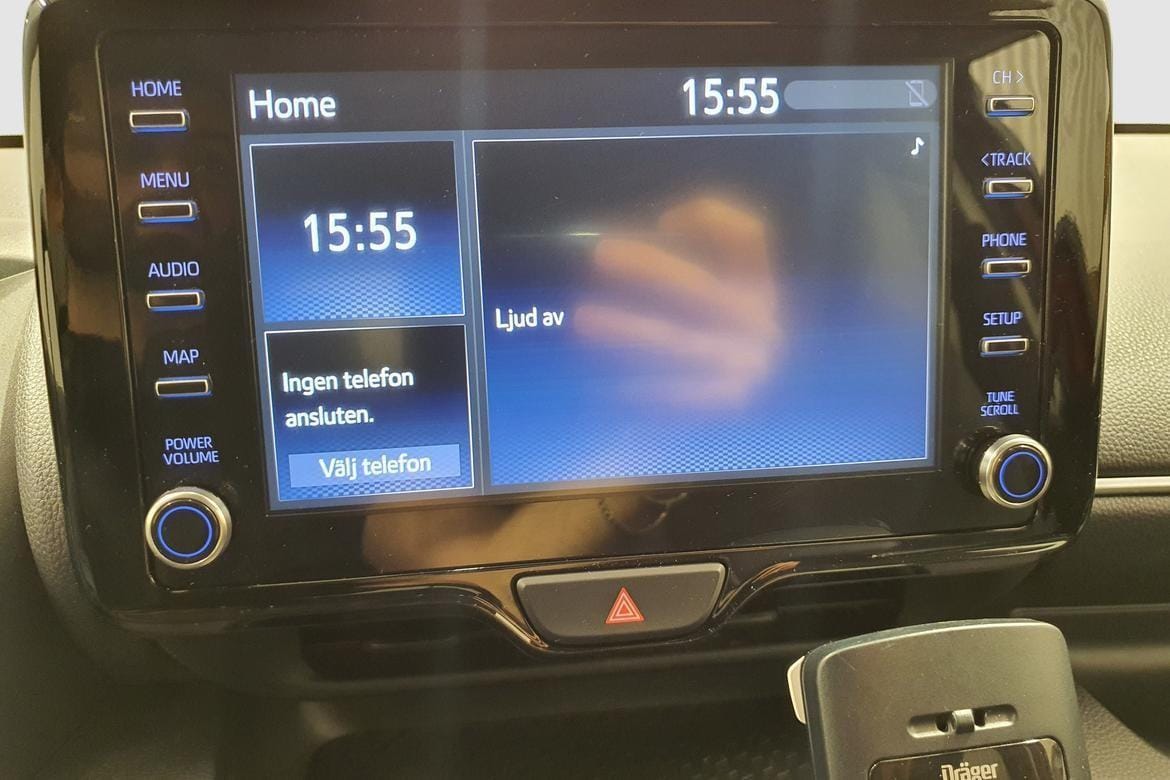 HOME
MENU
AUDIO
MAP
POWER
VOLUME
Home
15:55
15:55
Ingen telefon
ansluten.
Välj telefon
Ljud av
CH >
<TRACK
PHONE
SETUP
TUNE
SCROLL
Dräger